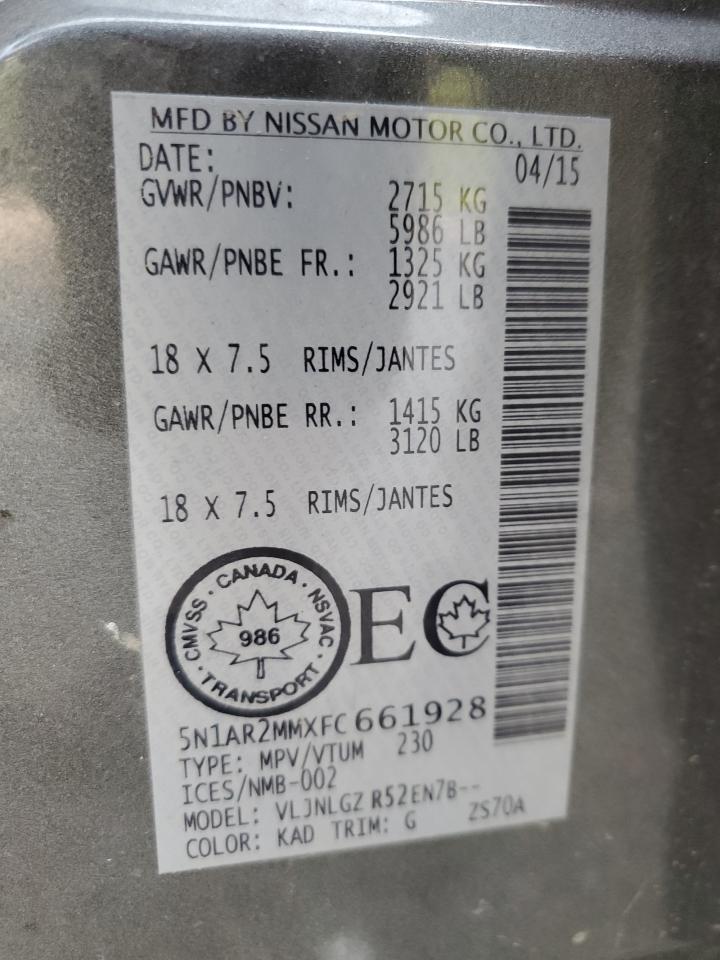 MFD BY NISSAN MOTOR CO., LTD.
DATE: 04/15
GVWR/PNBV: 2715 KG
5986 LB
GAWR/PNBE FR.: 1325 KG
2921 LB
18 X 7.5 RIMS/JANTES
GAWR/PNBE RR.: 1415 KG
3120 LB
18 X 7.5 RIMS/JANTES
CMVSS · CANADA · NSVAC · TRANSPORT ·
986
EC
5N1AR2MMXFC661928
TYPE: MPV/VTUM 230
ICES/NMB-002
MODEL: VLJNLGZ R52EN7B--
COLOR: KAD TRIM: G ZS70A